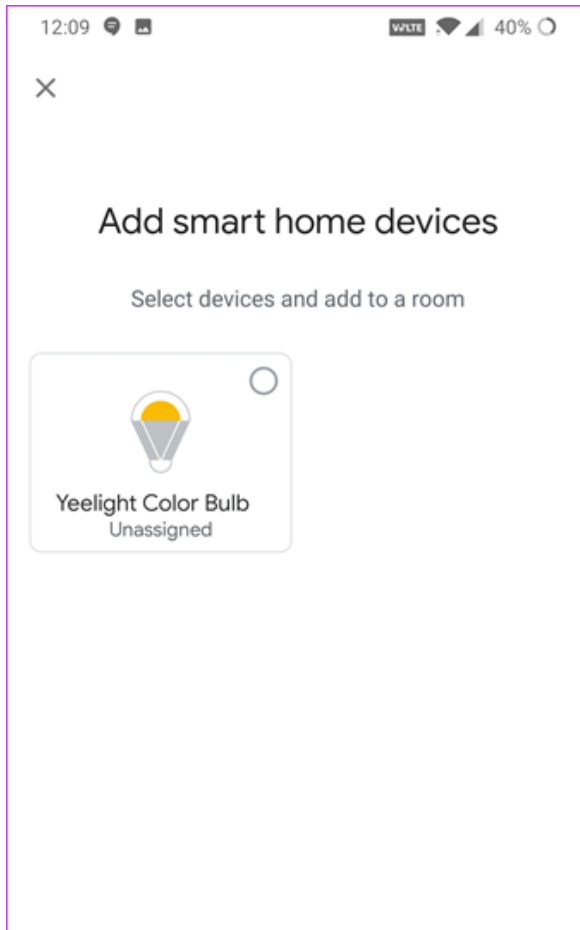 12:09 VoLTE 40%
Add smart home devices
Select devices and add to a room
Yeelight Color Bulb
Unassigned